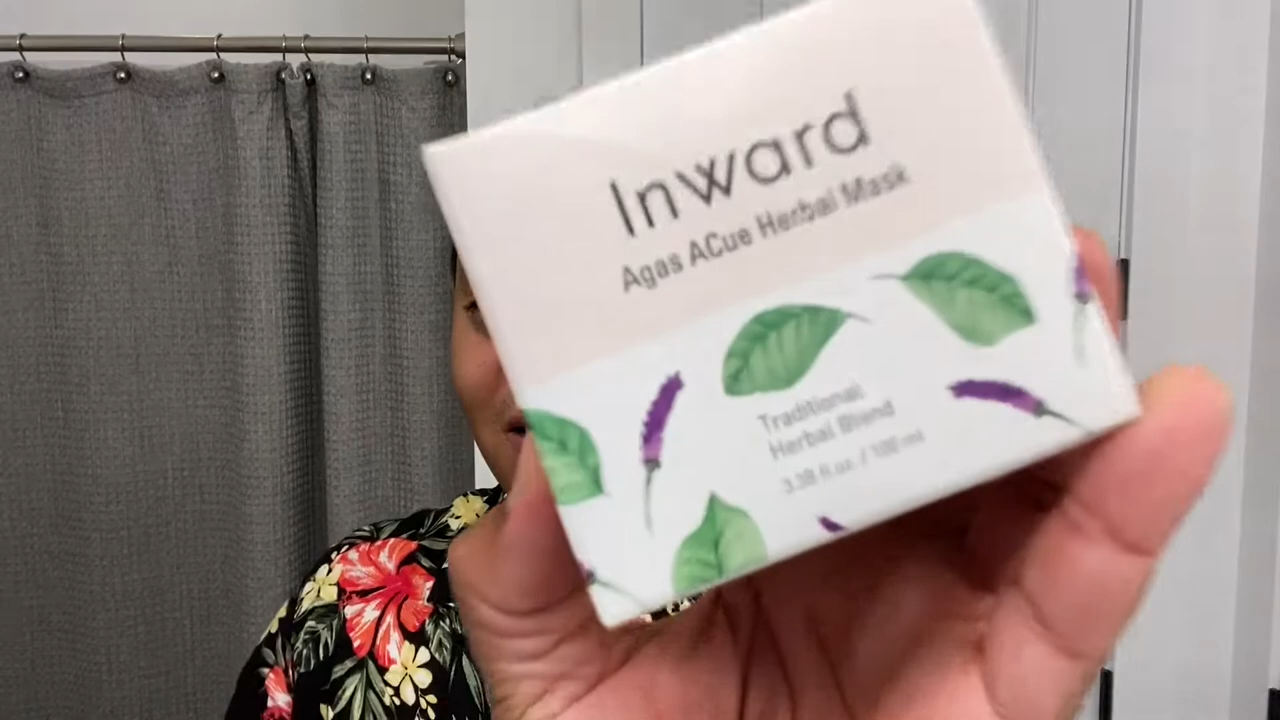 Inward
Agas ACue Herbal Mask
Traditional
Herbal Blend
3.38 fl oz. / 100 ml